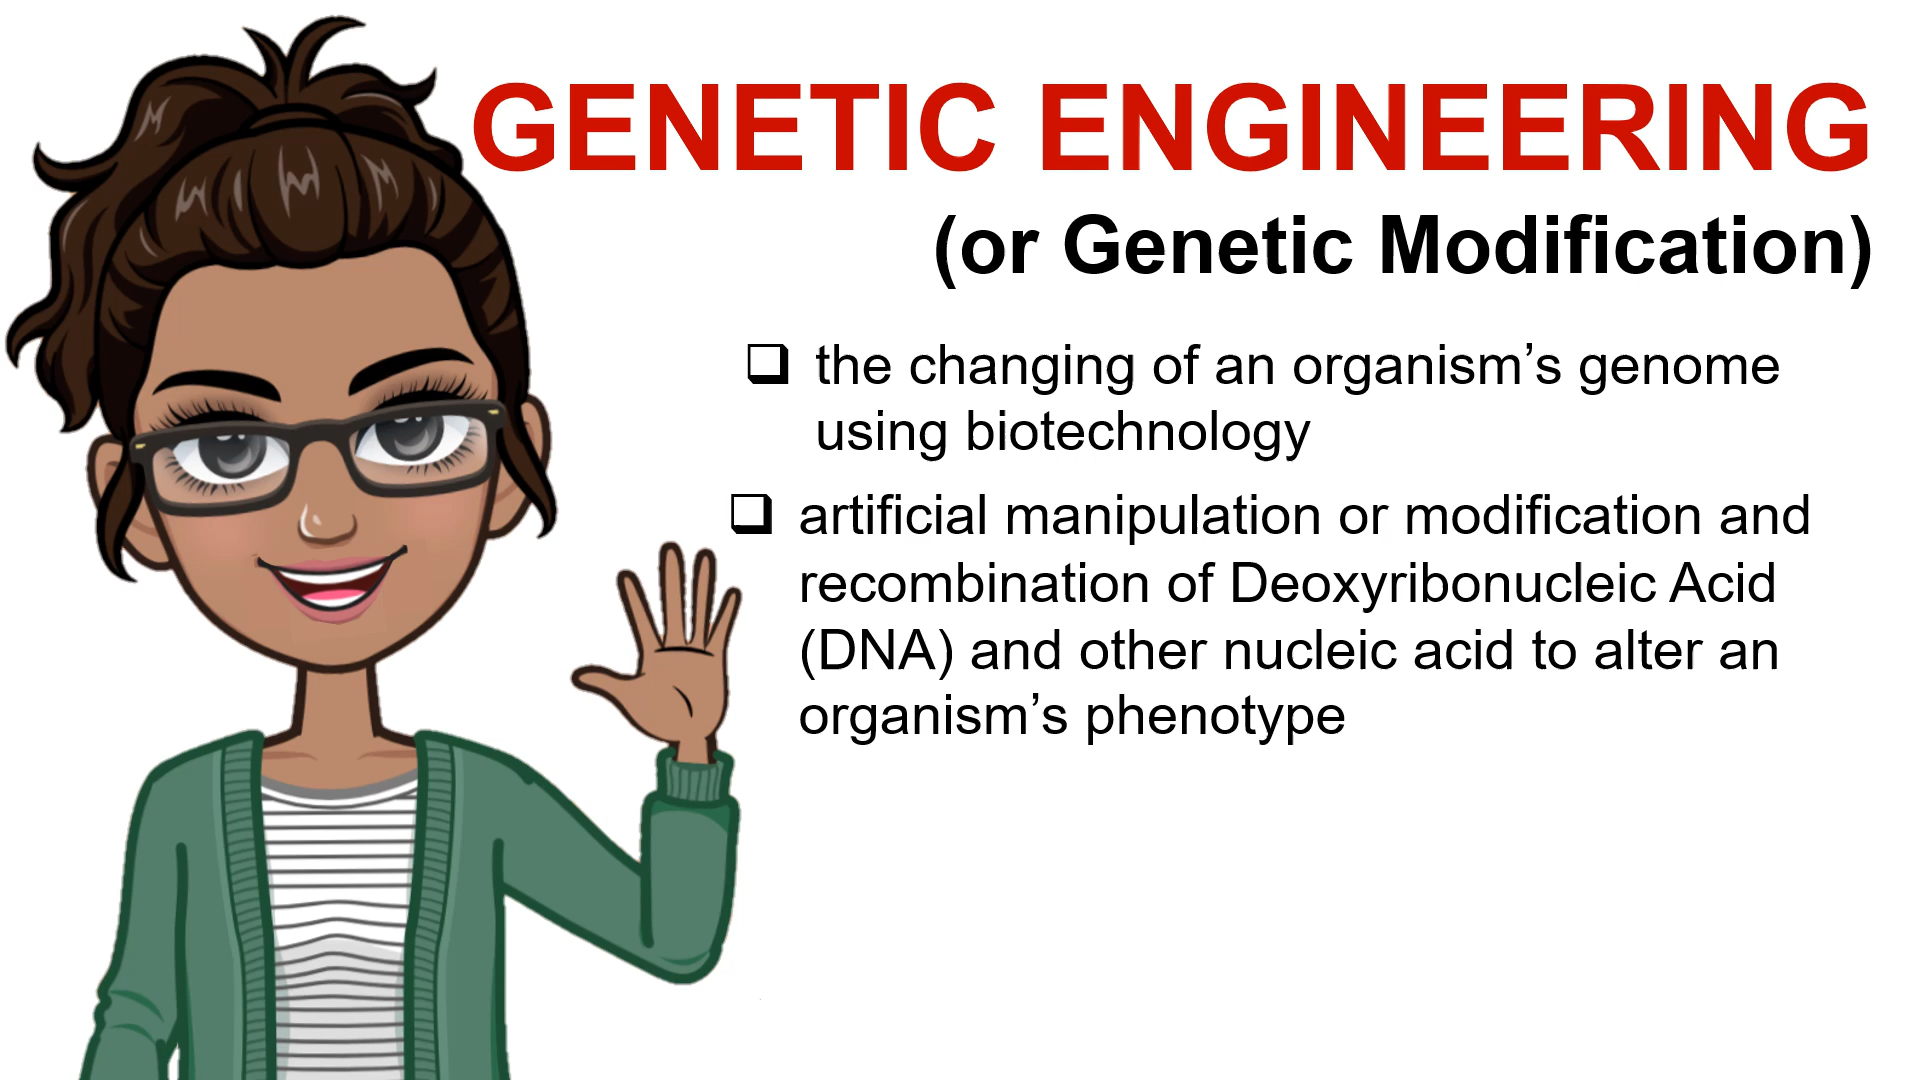 GENETIC ENGINEERING
(or Genetic Modification)
❑ the changing of an organism’s genome
using biotechnology
❑ artificial manipulation or modification and
recombination of Deoxyribonucleic Acid
(DNA) and other nucleic acid to alter an
organism’s phenotype